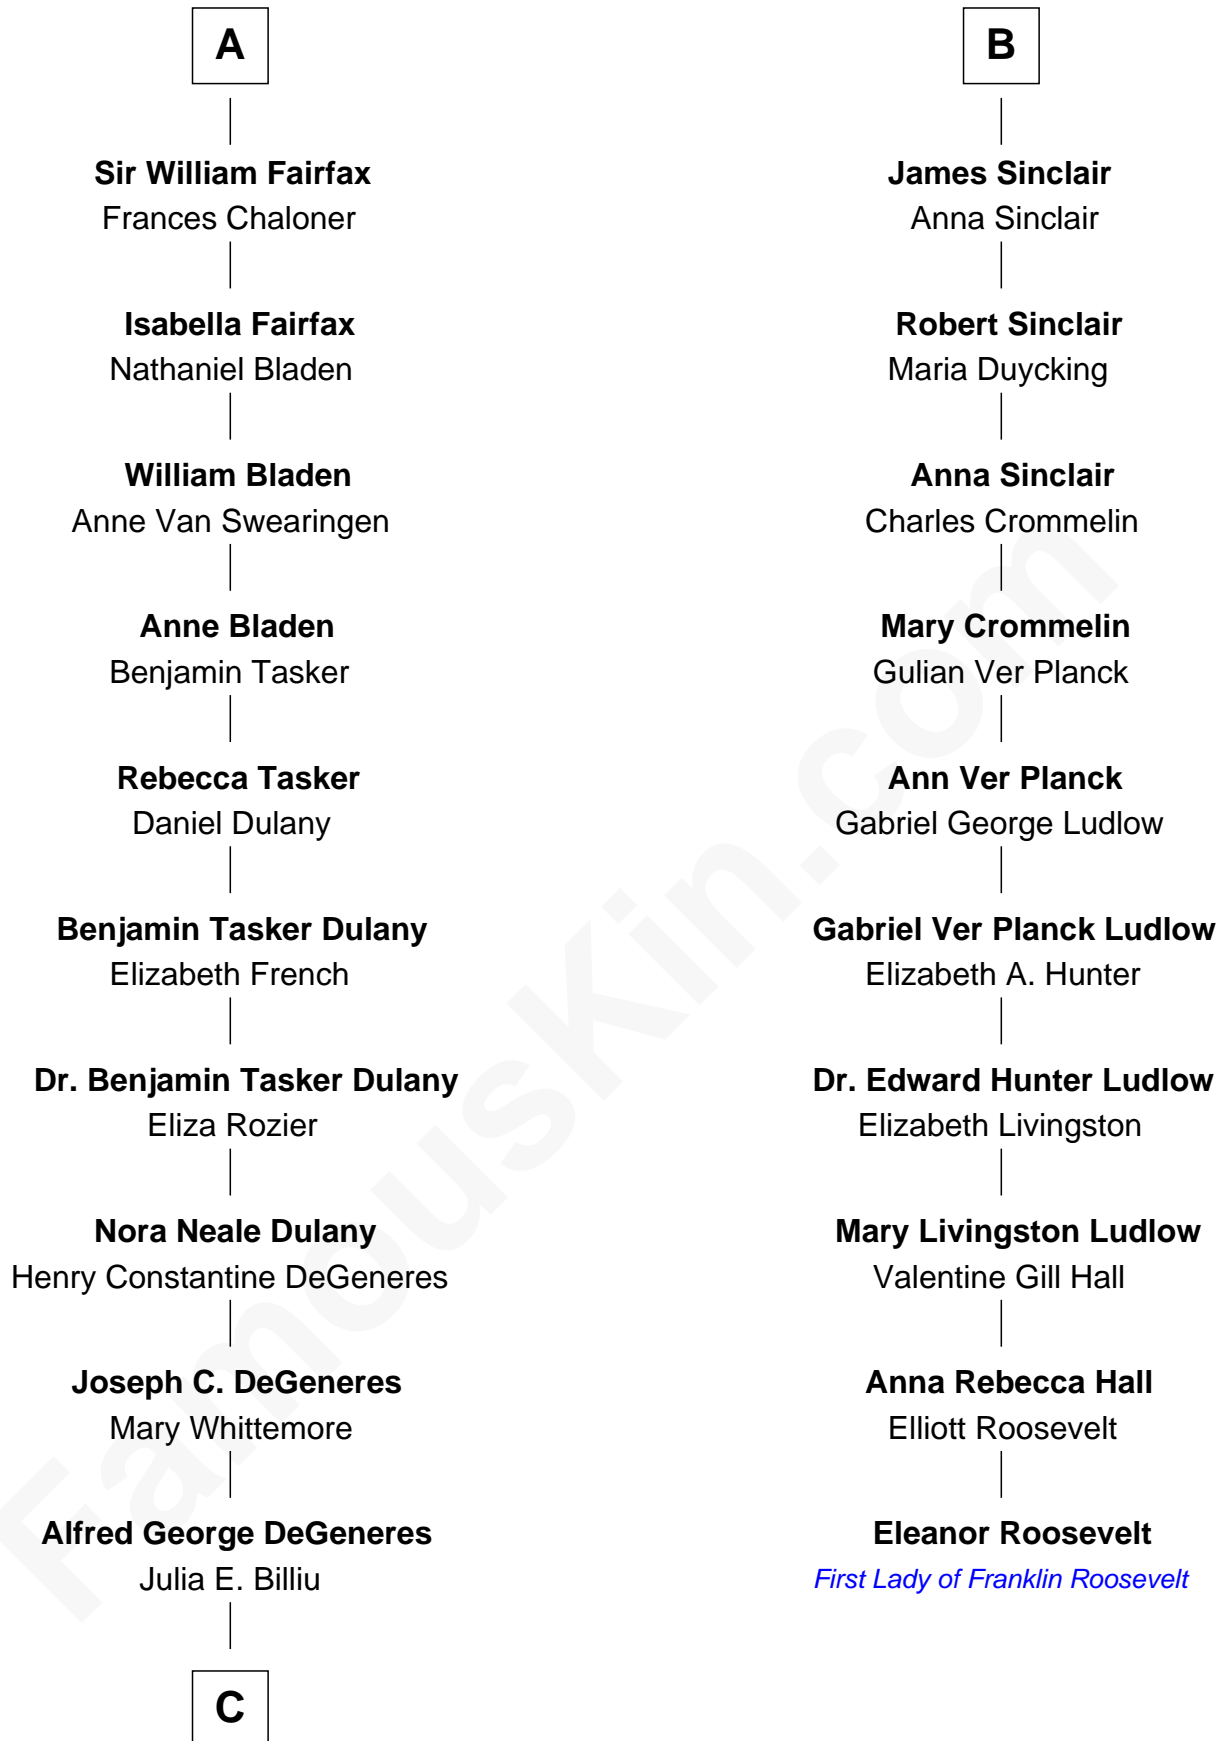 A
Sir William Fairfax
Frances Chaloner
Isabella Fairfax
Nathaniel Bladen
William Bladen
Anne Van Swearingen
Anne Bladen
Benjamin Tasker
Rebecca Tasker
Daniel Dulany
Benjamin Tasker Dulany
Elizabeth French
Dr. Benjamin Tasker Dulany
Eliza Rozier
Nora Neale Dulany
Henry Constantine DeGeneres
Joseph C. DeGeneres
Mary Whittemore
Alfred George DeGeneres
Julia E. Billiu
C
B
James Sinclair
Anna Sinclair
Robert Sinclair
Maria Duycking
Anna Sinclair
Charles Crommelin
Mary Crommelin
Gulian Ver Planck
Ann Ver Planck
Gabriel George Ludlow
Gabriel Ver Planck Ludlow
Elizabeth A. Hunter
Dr. Edward Hunter Ludlow
Elizabeth Livingston
Mary Livingston Ludlow
Valentine Gill Hall
Anna Rebecca Hall
Elliott Roosevelt
Eleanor Roosevelt
First Lady of Franklin Roosevelt
FamousKin.com